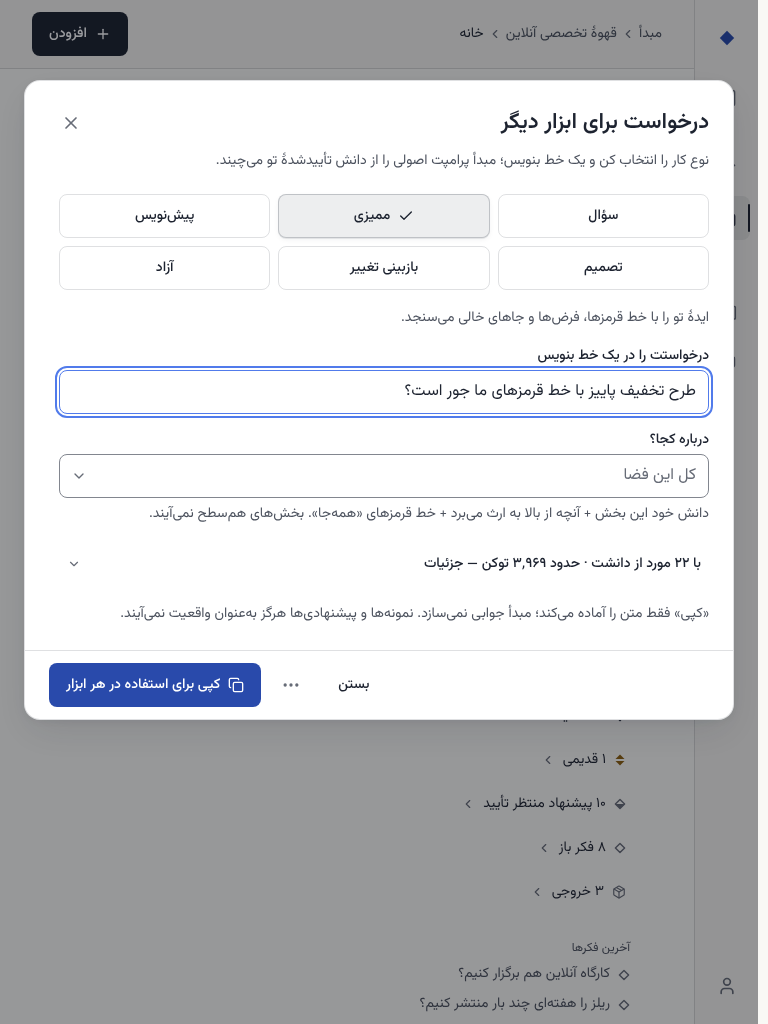 مبدأ
قهوهٔ تخصصی آنلاین
خانه
افزودن
درخواست برای ابزار دیگر
نوع کار را انتخاب کن و یک خط بنویس؛ مبدأ پرامپت اصولی را از دانش تأییدشدهٔ تو می‌چیند.
سؤال
ممیزی
پیش‌نویس
تصمیم
بازبینی تغییر
آزاد
ایدهٔ تو را با خط قرمزها، فرض‌ها و جاهای خالی می‌سنجد.
درخواستت را در یک خط بنویس
طرح تخفیف پاییز با خط قرمزهای ما جور است؟
درباره کجا؟
کل این فضا
دانش خود این بخش + آنچه از بالا به ارث می‌برد + خط قرمزهای «همه‌جا». بخش‌های هم‌سطح نمی‌آیند.
با ۲۲ مورد از دانشت · حدود ۳٬۹۶۹ توکن — جزئیات
«کپی» فقط متن را آماده می‌کند؛ مبدأ جوابی نمی‌سازد. نمونه‌ها و پیشنهادی‌ها هرگز به‌عنوان واقعیت نمی‌آیند.
بستن
کپی برای استفاده در هر ابزار
۱ قدیمی
۱۰ پیشنهاد منتظر تأیید
۸ فکر باز
۳ خروجی
آخرین فکرها
کارگاه آنلاین هم برگزار کنیم؟
ریلز را هفته‌ای چند بار منتشر کنیم؟